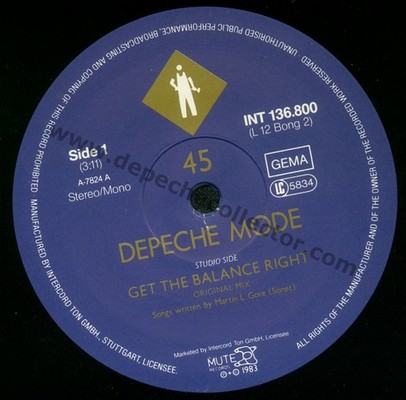 UNAUTHORISED PUBLIC PERFORMANCE, BROADCASTING AND COPYING OF THIS RECORD PROHIBITED
MANUFACTURED BY INTERCORD TON GMBH, STUTTGART, LICENSEE.
ALL RIGHTS OF THE MANUFACTURER AND OF THE OWNER OF THE RECORDED WORK RESERVED
INT 136.800
(L 12 Bong 2)
Side 1
(3:11)
A-7824 A
Stereo/Mono
45
GEMA
LC 5834
DEPECHE MODE
STUDIO SIDE
GET THE BALANCE RIGHT
ORIGINAL MIX
Songs written by Martin L. Gore (Sonet)
Marketed by Intercord Ton GmbH, Licensee
MUTE
RECORDS
℗ + © 1983
www.depeche-collector.com